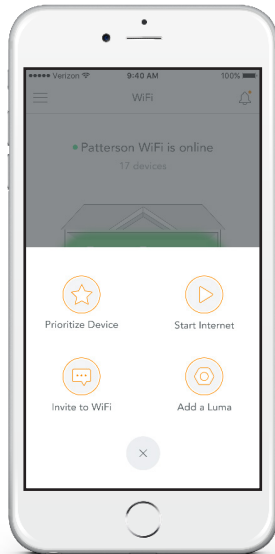 Verizon 9:40 AM 100%
WiFi
Patterson WiFi is online
17 devices
Prioritize Device Start Internet
Invite to WiFi Add a Luma